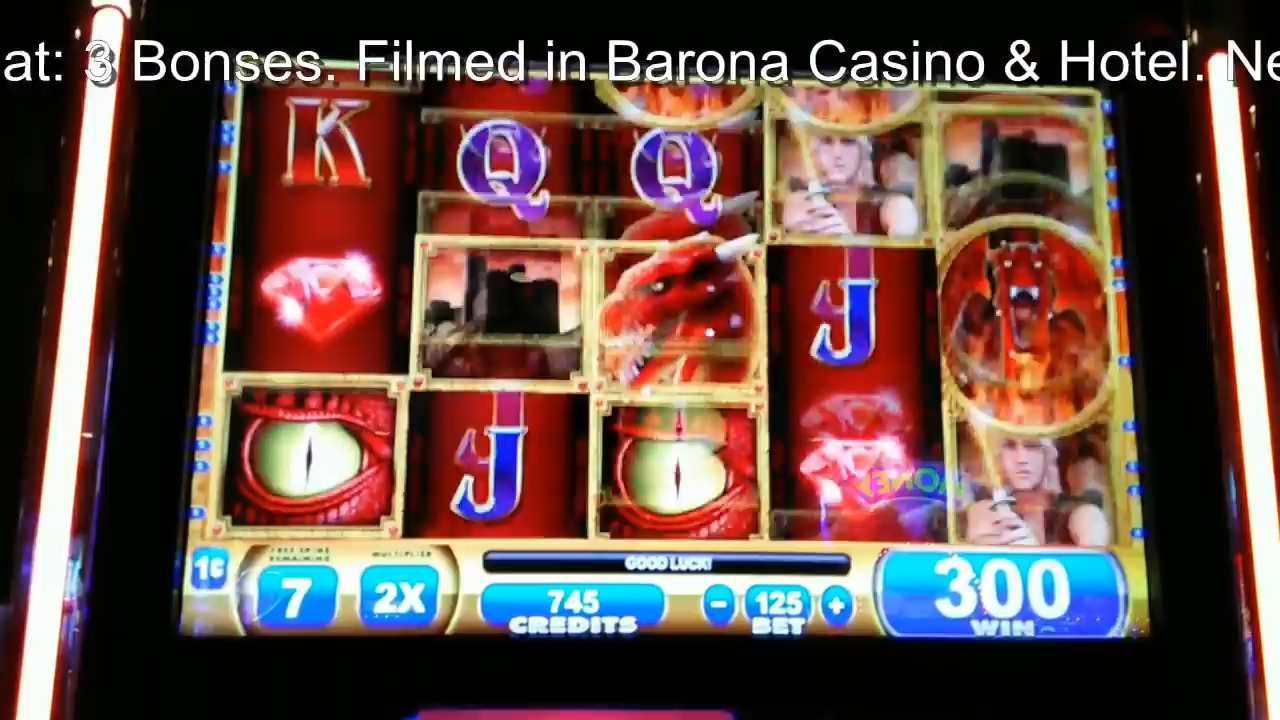 at: 3 Bonses. Filmed in Barona Casino & Hotel. Ne
K
Q
Q
J
J
MONEY
GOOD LUCK!
1¢
FREE SPINS REMAINING
7
MULTIPLIER
2X
745
CREDITS
-
125
+
BET
300
WIN